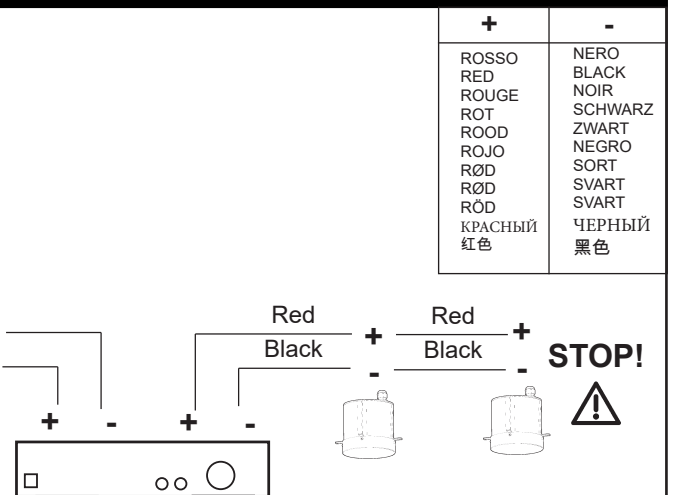 + -
ROSSO NERO
RED BLACK
ROUGE NOIR
ROT SCHWARZ
ROOD ZWART
ROJO NEGRO
RØD SORT
RØD SVART
RÖD SVART
КРАСНЫЙ ЧЕРНЫЙ
红色 黑色
Red Red
+ +
Black Black STOP!
- -
+ - + -